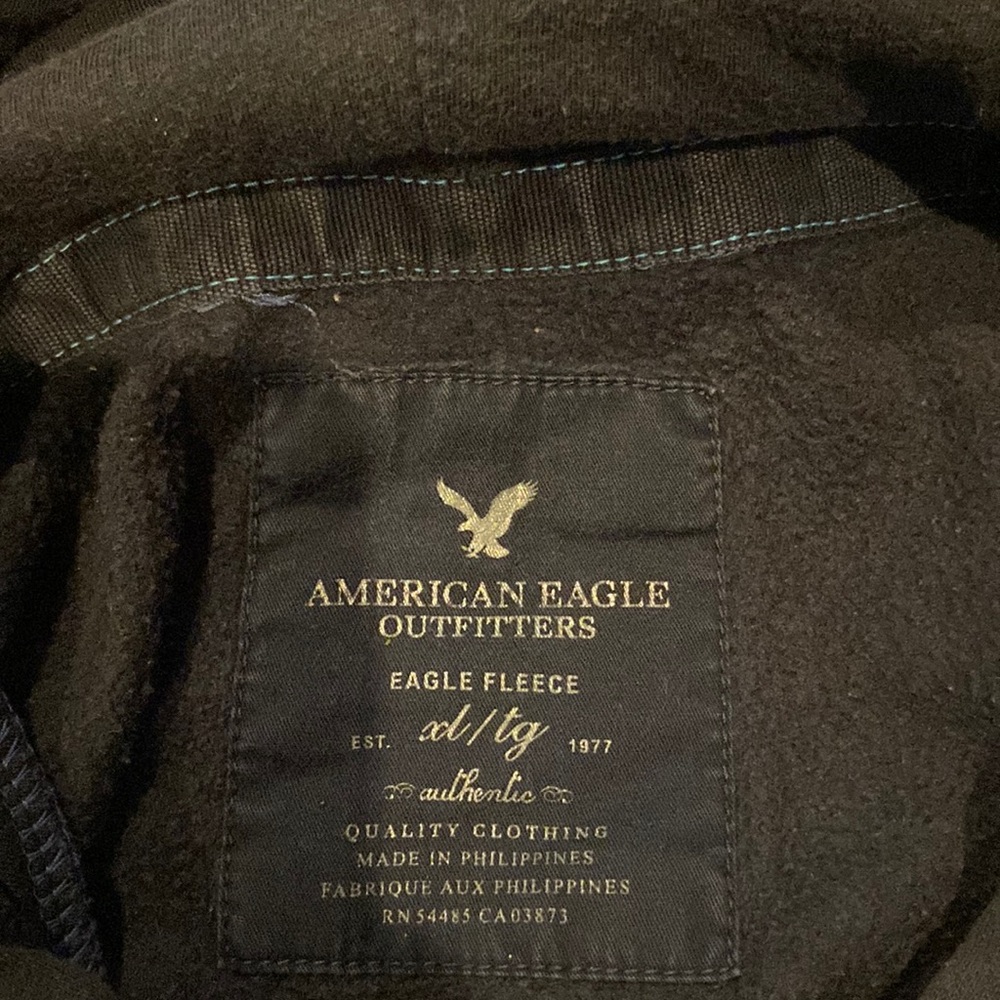 AMERICAN EAGLE
OUTFITTERS
EAGLE FLEECE
EST. xl/tg 1977
authentic
QUALITY CLOTHING
MADE IN PHILIPPINES
FABRIQUE AUX PHILIPPINES
RN 54485 CA 03873